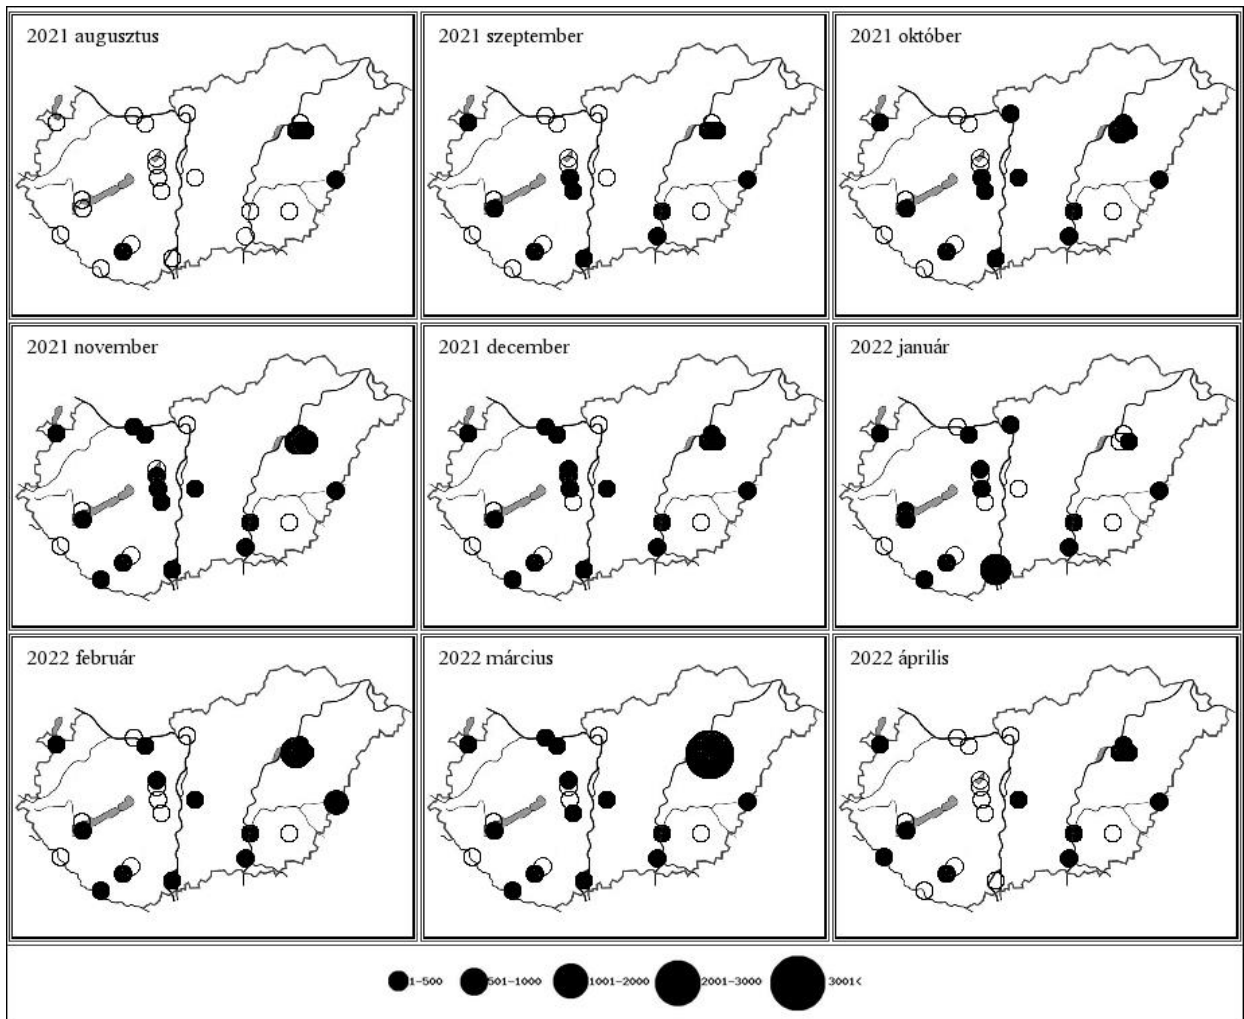 2021 augusztus
2021 szeptember
2021 október
2021 november
2021 december
2022 január
2022 február
2022 március
2022 április
1-500 501-1000 1001-2000 2001-3000 3001<